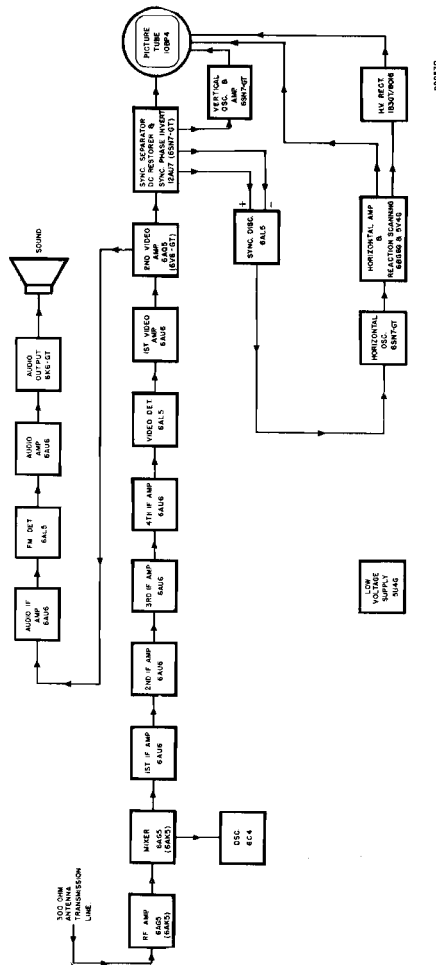 300 OHM
ANTENNA
TRANSMISSION
LINE.
RF AMP
6AG5
(6AK5)
MIXER
6AG5
(6AK5)
OSC.
6C4
1ST IF AMP
6AU6
2ND IF AMP
6AU6
3RD IF AMP
6AU6
4TH IF AMP
6AU6
VIDEO DET.
6AL5
1ST VIDEO
AMP
6AU6
2ND VIDEO
AMP
6AQ5
(6V6-GT)
SYNC. SEPARATOR
DC RESTORER &
SYNC. PHASE INVERT
12AU7 (6SN7-GT)
PICTURE
TUBE
10BP4
AUDIO IF
AMP
6AU6
FM DET.
6AL5
AUDIO
AMP
6AU6
AUDIO
OUTPUT
6K6-GT
SOUND
VERTICAL
OSC. &
AMP
6SN7-GT
+
-
SYNC. DISC.
6AL5
HORIZONTAL
OSC.
6SN7-GT
HORIZONTAL AMP
&
REACTION SCANNING
6BG6G & 5V4G
H.V. RECT.
1B3GT/8016
LOW
VOLTAGE
SUPPLY
5U4G